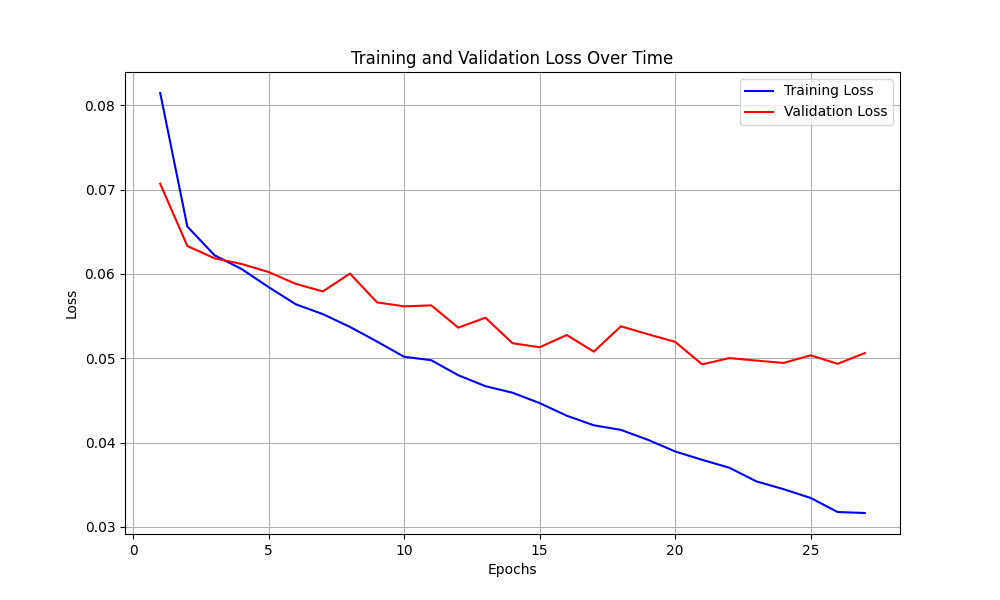 Training and Validation Loss Over Time
Training Loss
Validation Loss
0.08
0.07
0.06
0.05
0.04
0.03
Loss
0 5 10 15 20 25
Epochs